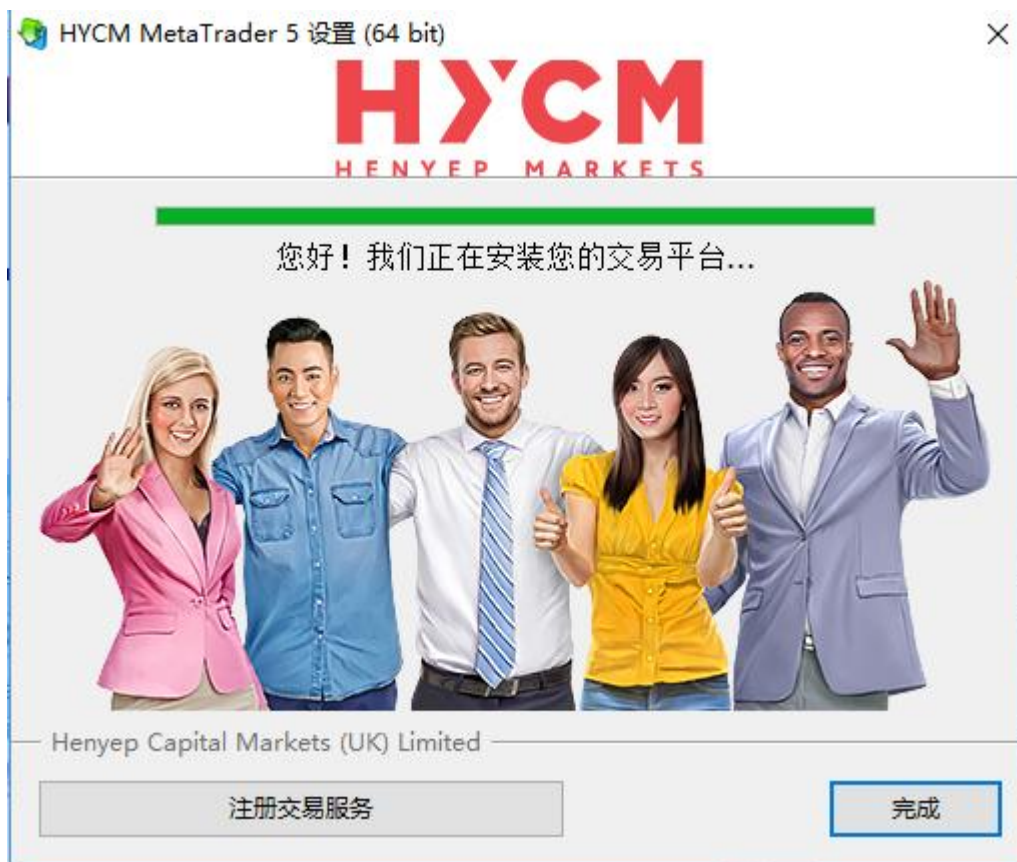 HYCM MetaTrader 5 设置 (64 bit)
HYCM
HENYEP MARKETS
您好！我们正在安装您的交易平台...
Henyep Capital Markets (UK) Limited
注册交易服务
完成